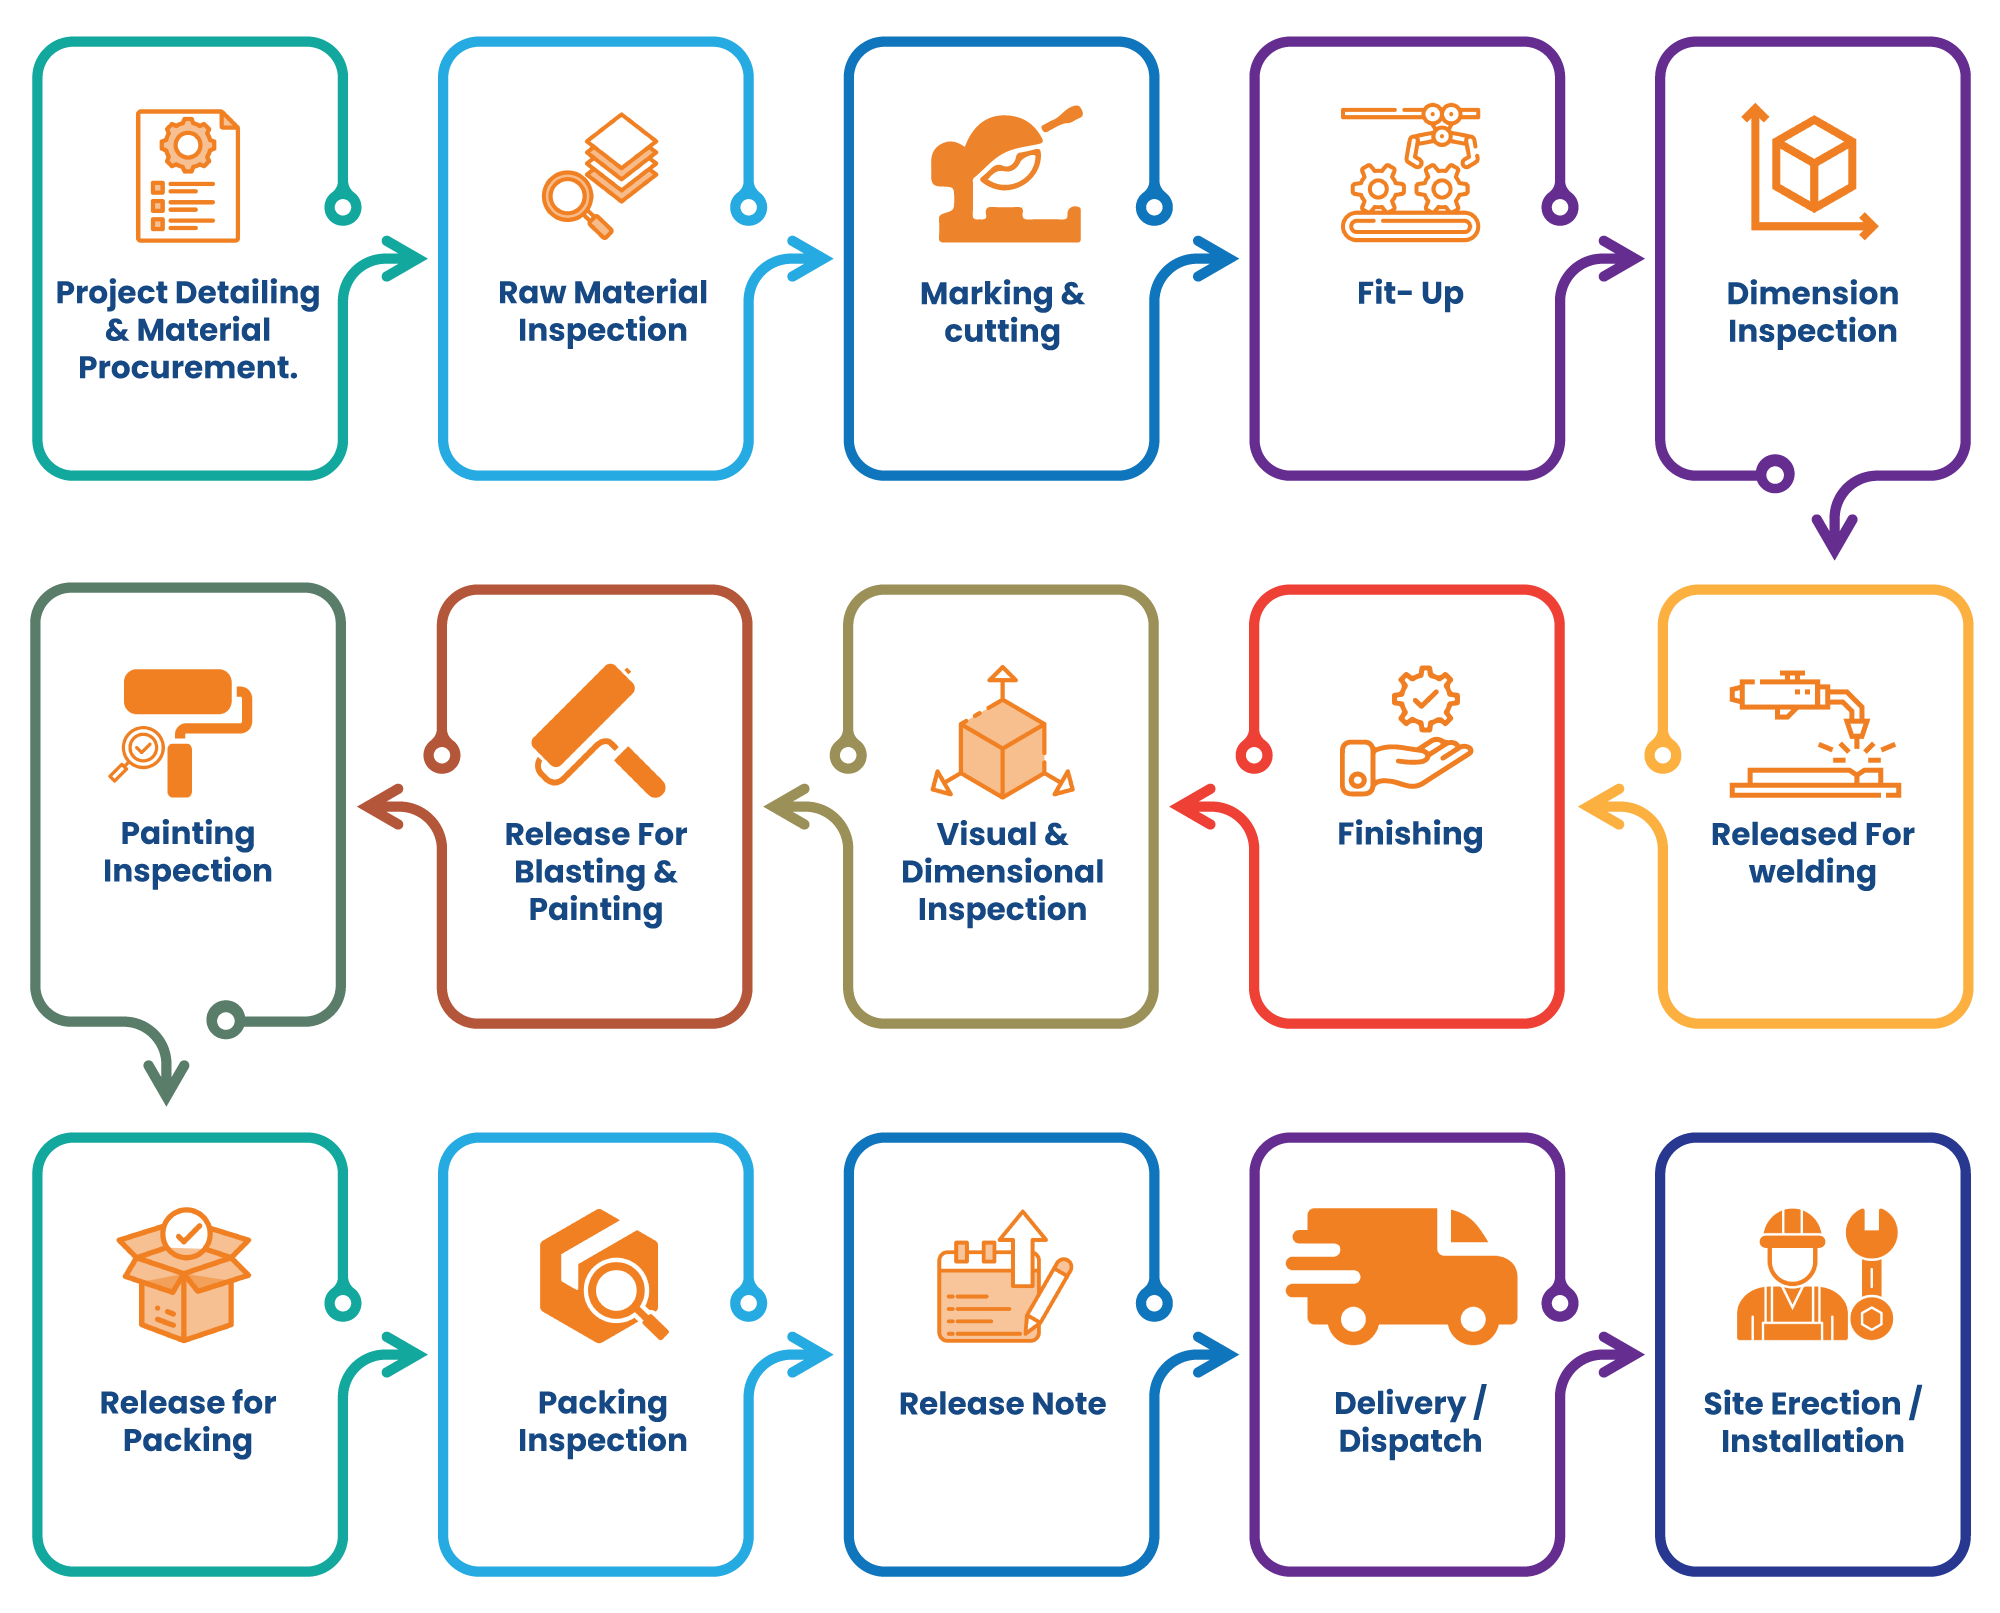 Project Detailing
& Material
Procurement.
Raw Material
Inspection
Marking &
cutting
Fit- Up
Dimension
Inspection
Released For
welding
Finishing
Visual &
Dimensional
Inspection
Release For
Blasting &
Painting
Painting
Inspection
Release for
Packing
Packing
Inspection
Release Note
Delivery /
Dispatch
Site Erection /
Installation